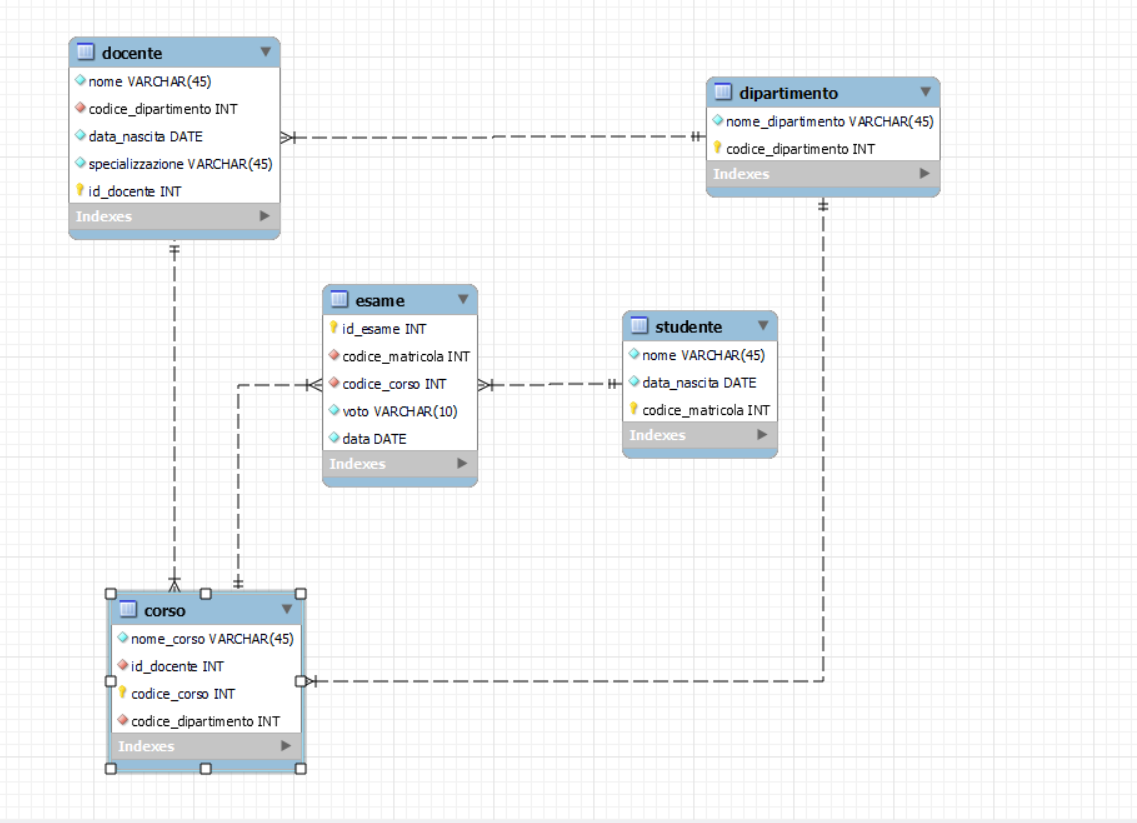 docente
nome VARCHAR(45)
codice_dipartimento INT
data_nascita DATE
specializzazione VARCHAR(45)
id_docente INT
Indexes
dipartimento
nome_dipartimento VARCHAR(45)
codice_dipartimento INT
Indexes
esame
id_esame INT
codice_matricola INT
codice_corso INT
voto VARCHAR(10)
data DATE
Indexes
studente
nome VARCHAR(45)
data_nascita DATE
codice_matricola INT
Indexes
corso
nome_corso VARCHAR(45)
id_docente INT
codice_corso INT
codice_dipartimento INT
Indexes